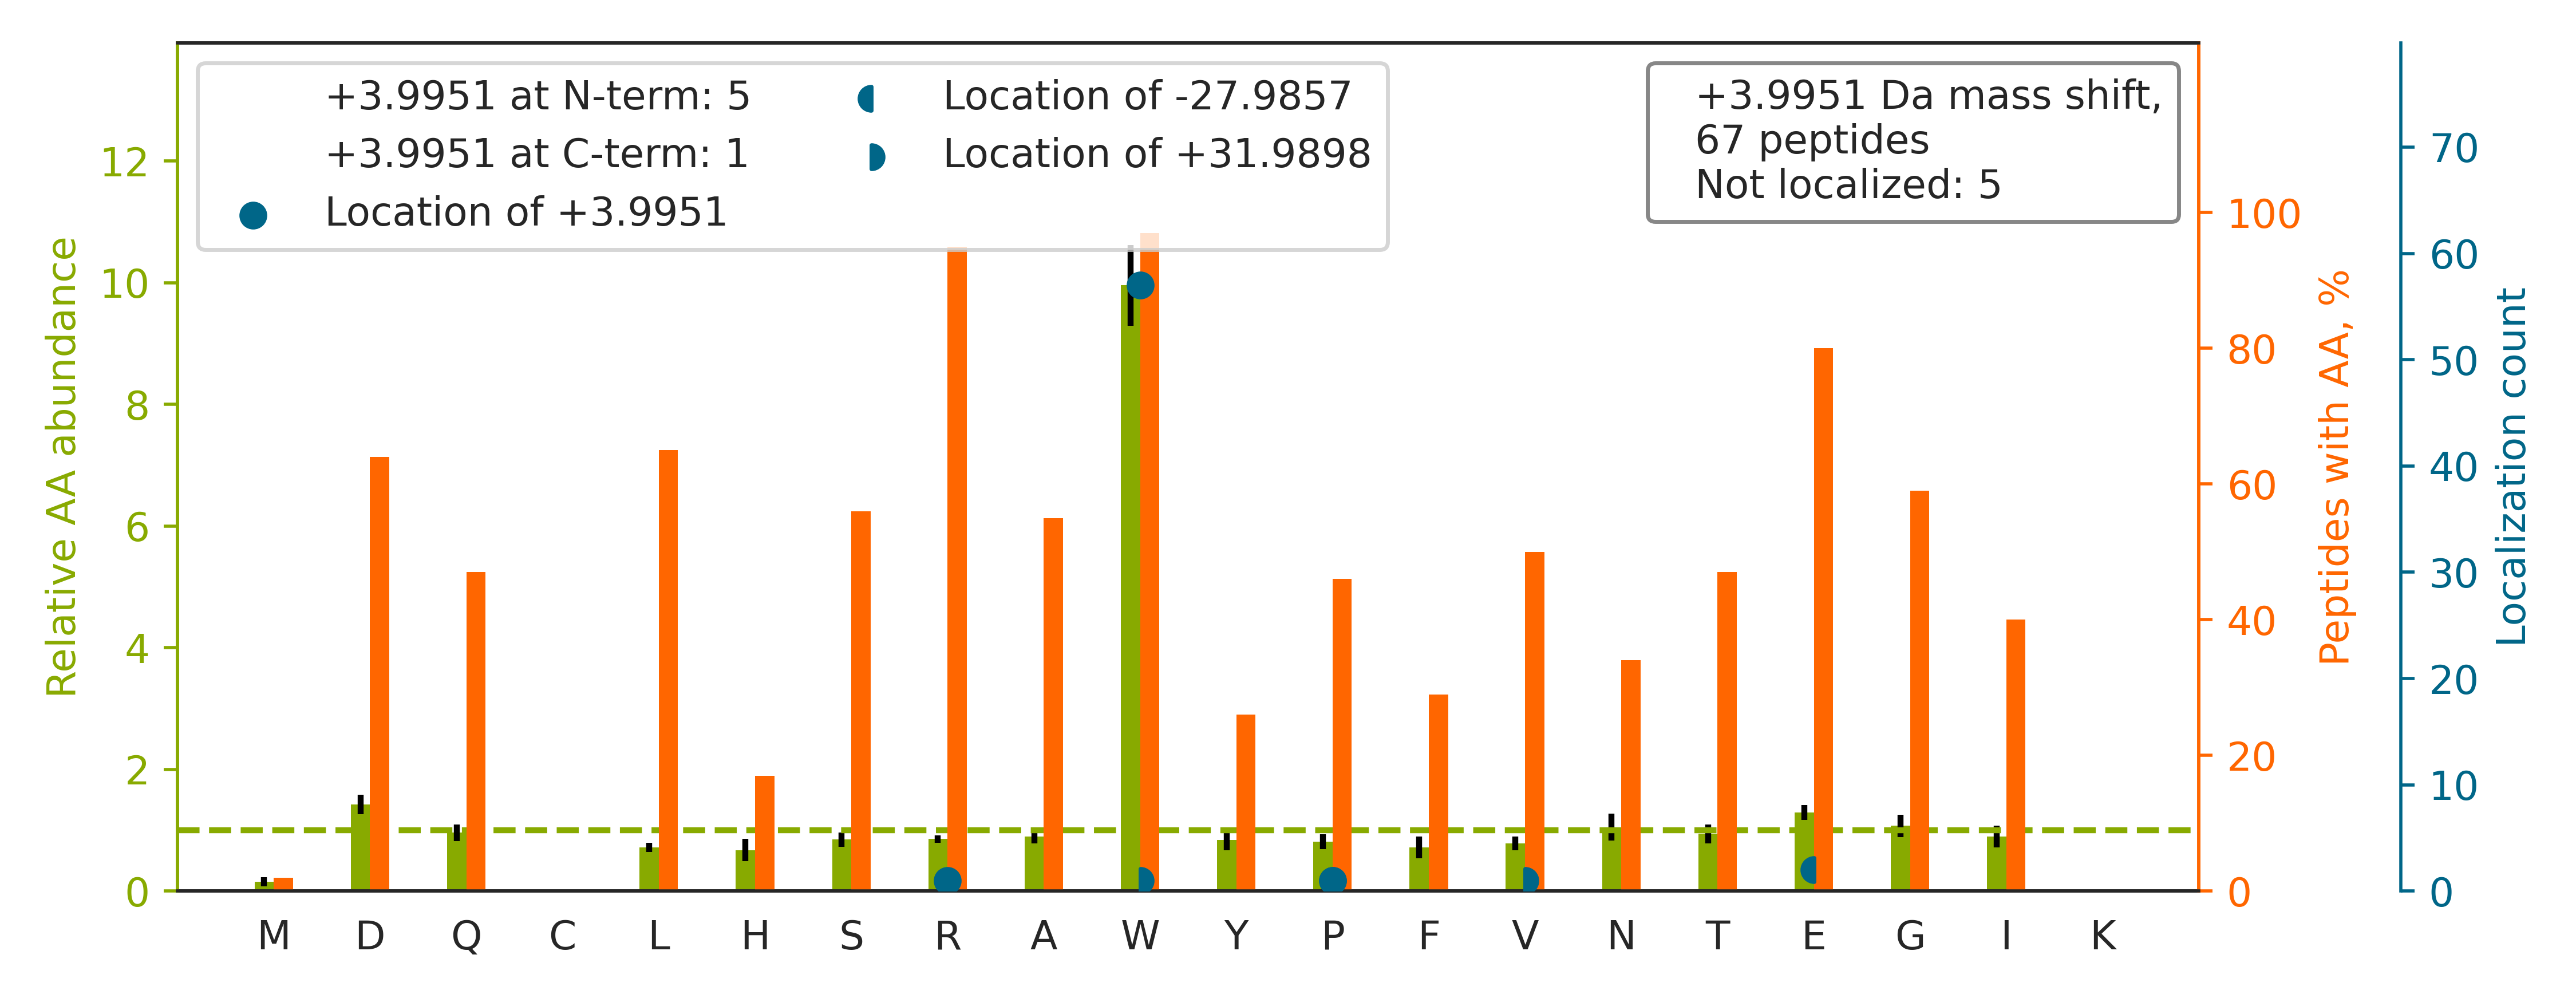 +3.9951 at N-term: 5
+3.9951 at C-term: 1
Location of +3.9951
Location of -27.9857
Location of +31.9898
+3.9951 Da mass shift,
67 peptides
Not localized: 5
Relative AA abundance
12
10
8
6
4
2
0
M D Q C L H S R A W Y P F V N T E G I K
100
80
60
40
20
0
Peptides with AA, %
70
60
50
40
30
20
10
0
Localization count